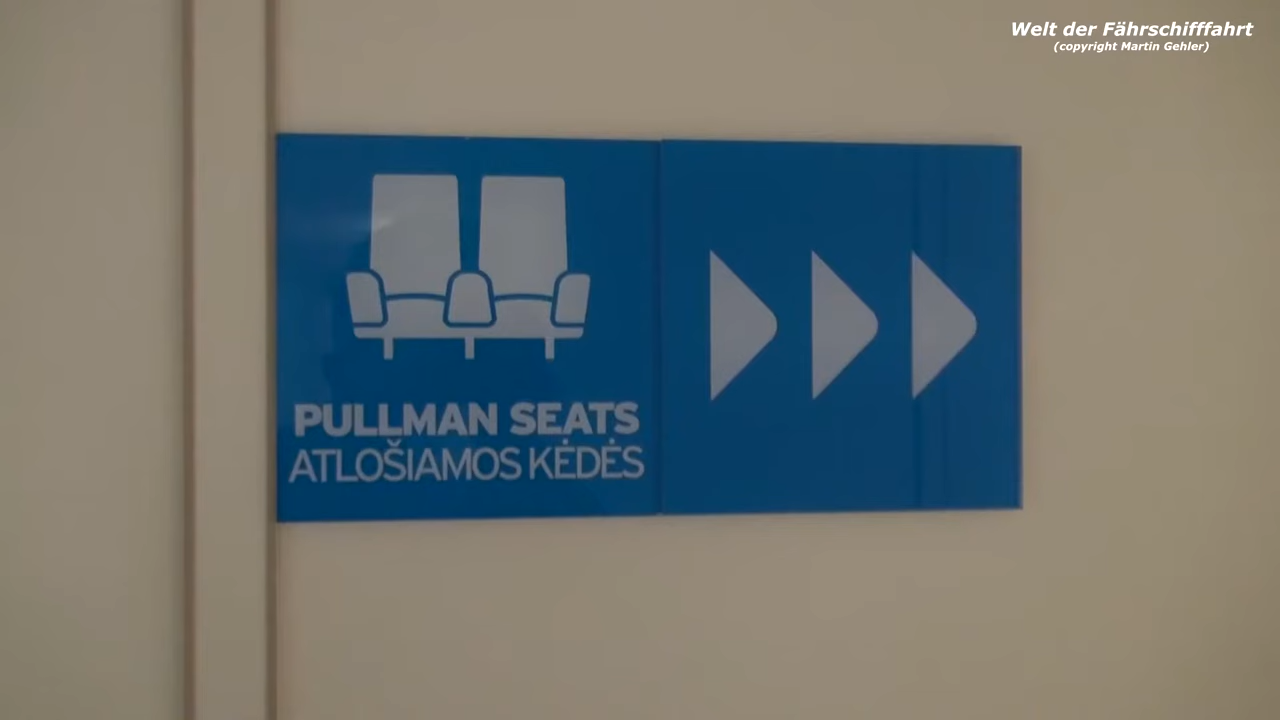 Welt der Fährschifffahrt
(copyright Martin Gehler)
PULLMAN SEATS
ATLOŠIAMOS KĖDĖS